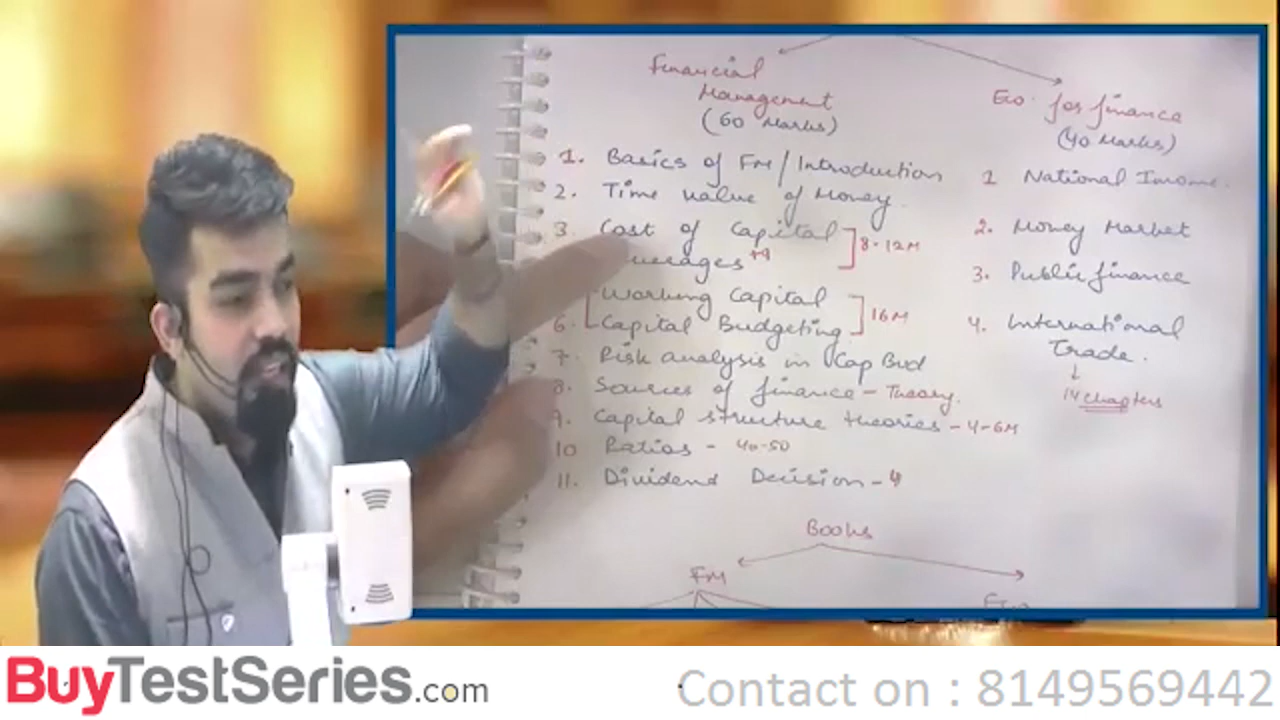 Financial
Management
(60 Marks)
1. Basics of FM/Introduction
2. Time value of Money
3. Cost of Capital
8-12M
Working Capital
6. Capital Budgeting
16M
7. Risk analysis in Cap Bud
8. Sources of finance - Theory.
9. Capital structure theories - 4-6M
10 Ratios - 40-50
11. Dividend Decision - 4
Eco. for finance
(40 Marks)
1 National Income.
2. Money Market
3. Public finance
4. International
Trade.
14 chapters
Books
FM
Eco
BuyTestSeries.com
Contact on : 8149569442